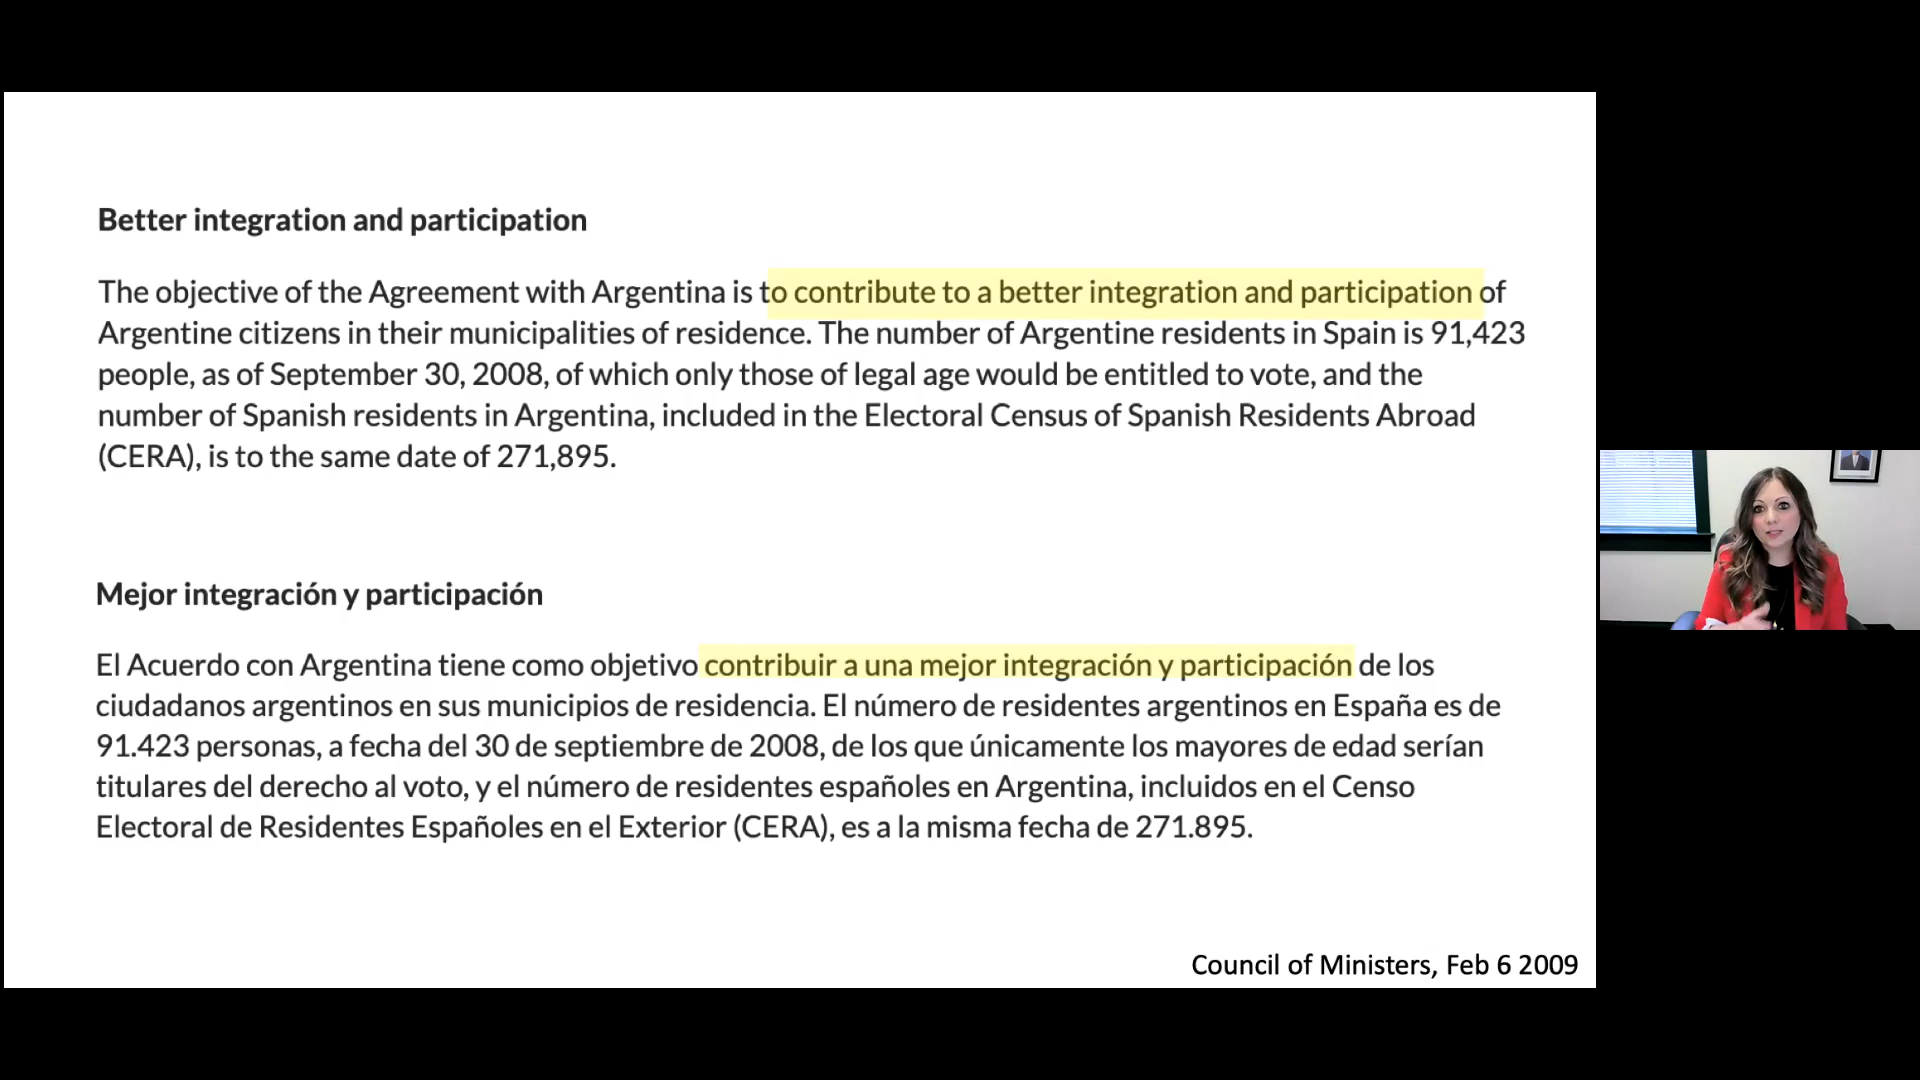 Better integration and participation
The objective of the Agreement with Argentina is to contribute to a better integration and participation of
Argentine citizens in their municipalities of residence. The number of Argentine residents in Spain is 91,423
people, as of September 30, 2008, of which only those of legal age would be entitled to vote, and the
number of Spanish residents in Argentina, included in the Electoral Census of Spanish Residents Abroad
(CERA), is to the same date of 271,895.
Mejor integración y participación
El Acuerdo con Argentina tiene como objetivo contribuir a una mejor integración y participación de los
ciudadanos argentinos en sus municipios de residencia. El número de residentes argentinos en España es de
91.423 personas, a fecha del 30 de septiembre de 2008, de los que únicamente los mayores de edad serían
titulares del derecho al voto, y el número de residentes españoles en Argentina, incluidos en el Censo
Electoral de Residentes Españoles en el Exterior (CERA), es a la misma fecha de 271.895.
Council of Ministers, Feb 6 2009